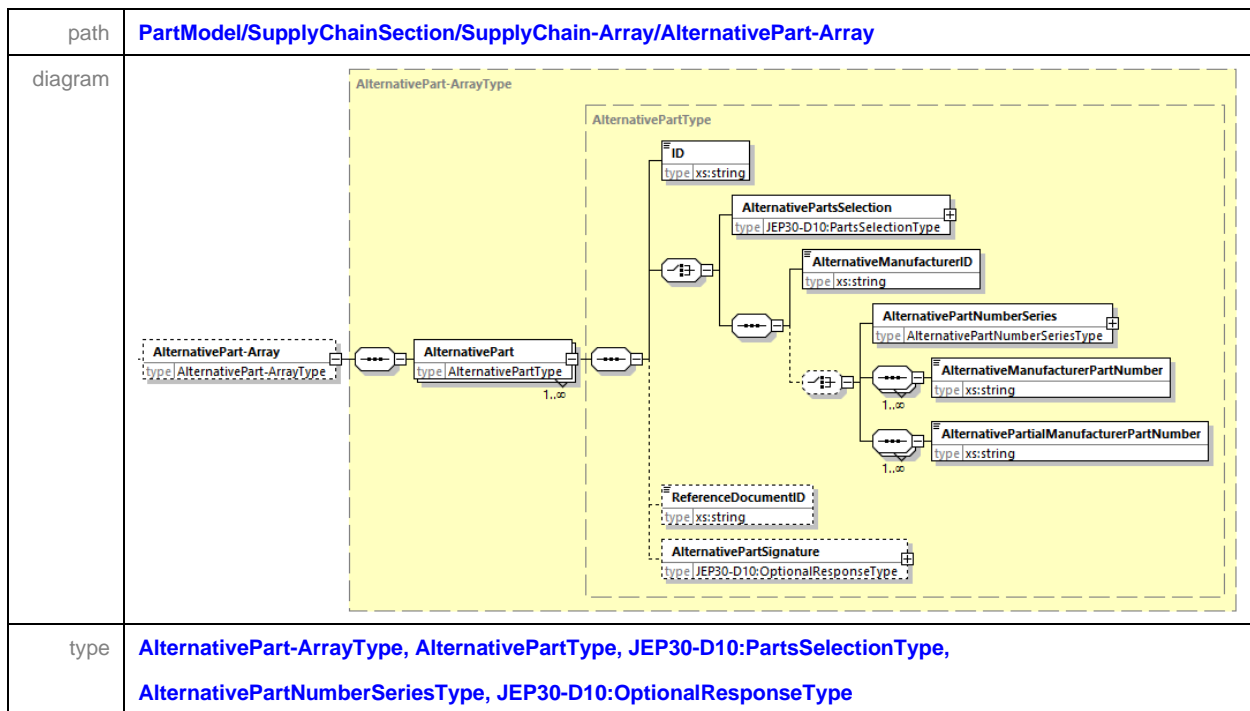 path
PartModel/SupplyChainSection/SupplyChain-Array/AlternativePart-Array
diagram
AlternativePart-ArrayType
AlternativePartType
ID
type xs:string
AlternativePartsSelection
type JEP30-D10:PartsSelectionType
AlternativeManufacturerID
type xs:string
AlternativePartNumberSeries
type AlternativePartNumberSeriesType
AlternativePart-Array
type AlternativePart-ArrayType
AlternativePart
type AlternativePartType
1..∞
AlternativeManufacturerPartNumber
type xs:string
1..∞
AlternativePartialManufacturerPartNumber
type xs:string
1..∞
ReferenceDocumentID
type xs:string
AlternativePartSignature
type JEP30-D10:OptionalResponseType
type
AlternativePart-ArrayType, AlternativePartType, JEP30-D10:PartsSelectionType,
AlternativePartNumberSeriesType, JEP30-D10:OptionalResponseType